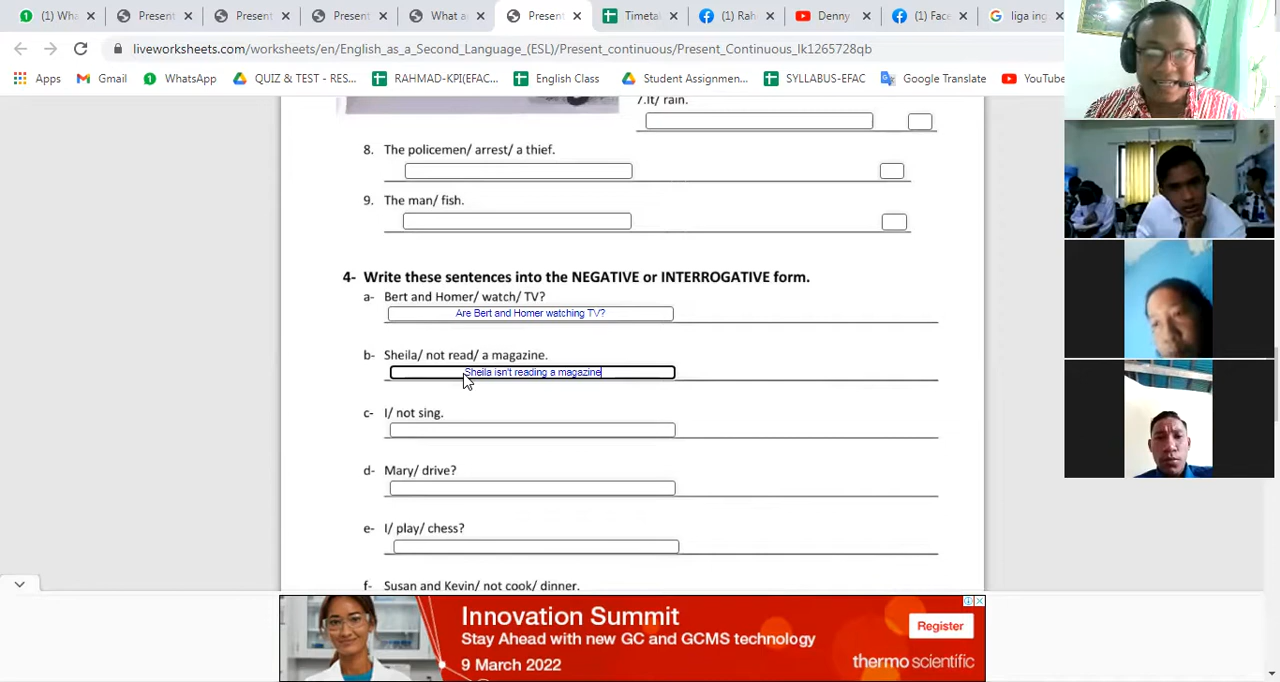 (1) Wha
Present
Present
Present
What a
Present
Timetal
(1) Rah
Denny
(1) Face
liga ing
liveworksheets.com/worksheets/en/English_as_a_Second_Language_(ESL)/Present_continuous/Present_Continuous_lk1265728qb
Apps
Gmail
WhatsApp
QUIZ & TEST - RES...
RAHMAD-KPI(EFAC...
English Class
Student Assignmen...
SYLLABUS-EFAC
Google Translate
YouTube
7.It/ rain.
8. The policemen/ arrest/ a thief.
9. The man/ fish.
4- Write these sentences into the NEGATIVE or INTERROGATIVE form.
a- Bert and Homer/ watch/ TV?
Are Bert and Homer watching TV?
b- Sheila/ not read/ a magazine.
Sheila isn't reading a magazine
c- I/ not sing.
d- Mary/ drive?
e- I/ play/ chess?
f- Susan and Kevin/ not cook/ dinner.
Innovation Summit
Stay Ahead with new GC and GCMS technology
9 March 2022
Register
thermo scientific